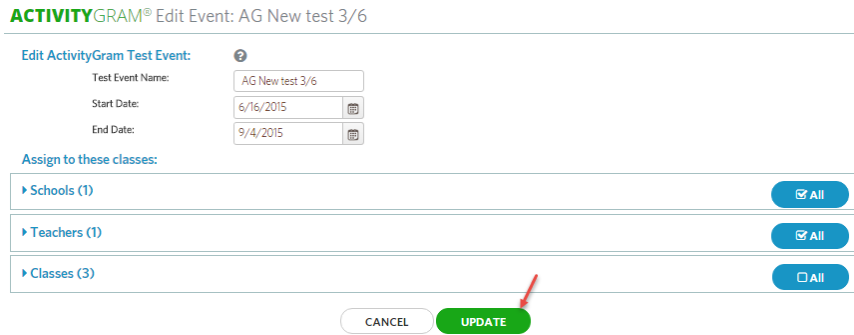 ACTIVITYGRAM® Edit Event: AG New test 3/6
Edit ActivityGram Test Event:
Test Event Name: AG New test 3/6
Start Date: 6/16/2015
End Date: 9/4/2015
Assign to these classes:
Schools (1) All
Teachers (1) All
Classes (3) All
CANCEL UPDATE